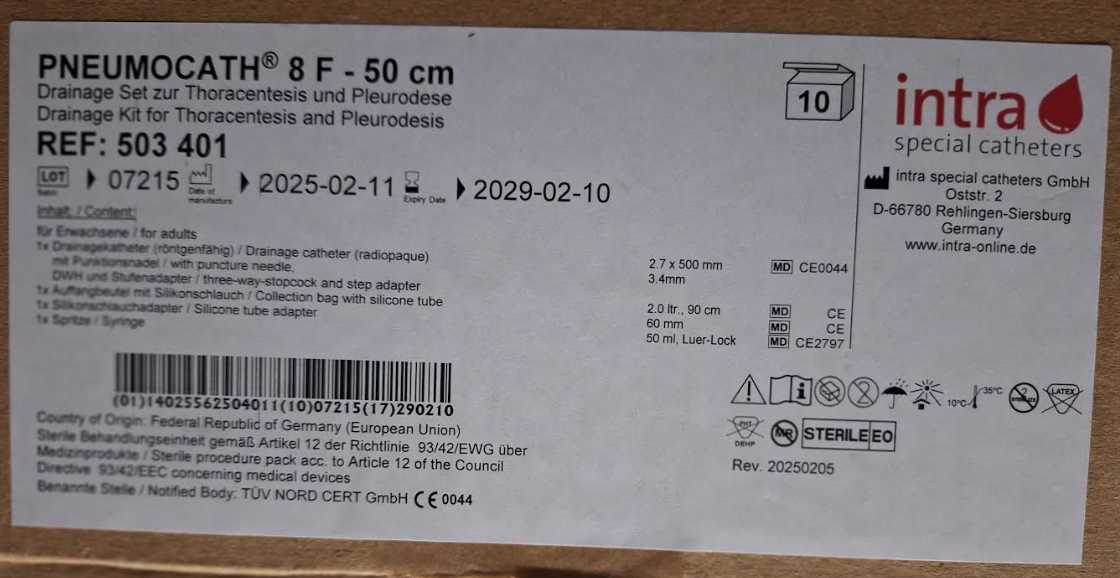 PNEUMOCATH® 8 F - 50 cm
Drainage Set zur Thoracentesis und Pleurodese
Drainage Kit for Thoracentesis and Pleurodesis
REF: 503 401
LOT 07215 2025-02-11 2029-02-10
Batch Date of manufacture Expiry Date
Inhalt: / Content:
für Erwachsene / for adults
1x Drainagekatheter (röntgenfähig) / Drainage catheter (radiopaque) 2.7 x 500 mm MD CE0044
mit Punktionsnadel / with puncture needle, 3.4mm
DWH und Stufenadapter / three-way-stopcock and step adapter
1x Auffangbeutel mit Silikonschlauch / Collection bag with silicone tube 2.0 ltr., 90 cm MD CE
1x Silikonschlauchadapter / Silicone tube adapter 60 mm MD CE
1x Spritze / Syringe 50 ml, Luer-Lock MD CE2797
(01)14025562504011(10)07215(17)290210
Country of Origin: Federal Republic of Germany (European Union)
Sterile Behandlungseinheit gemäß Artikel 12 der Richtlinie 93/42/EWG über
Medizinprodukte / Sterile procedure pack acc. to Article 12 of the Council
Directive 93/42/EEC concerning medical devices
Benannte Stelle / Notified Body: TÜV NORD CERT GmbH CE 0044
10
intra
special catheters
intra special catheters GmbH
Oststr. 2
D-66780 Rehlingen-Siersburg
Germany
www.intra-online.de
10°C 35°C 2 STERILIZE LATEX
PHT DEHP MR STERILE EO
Rev. 20250205